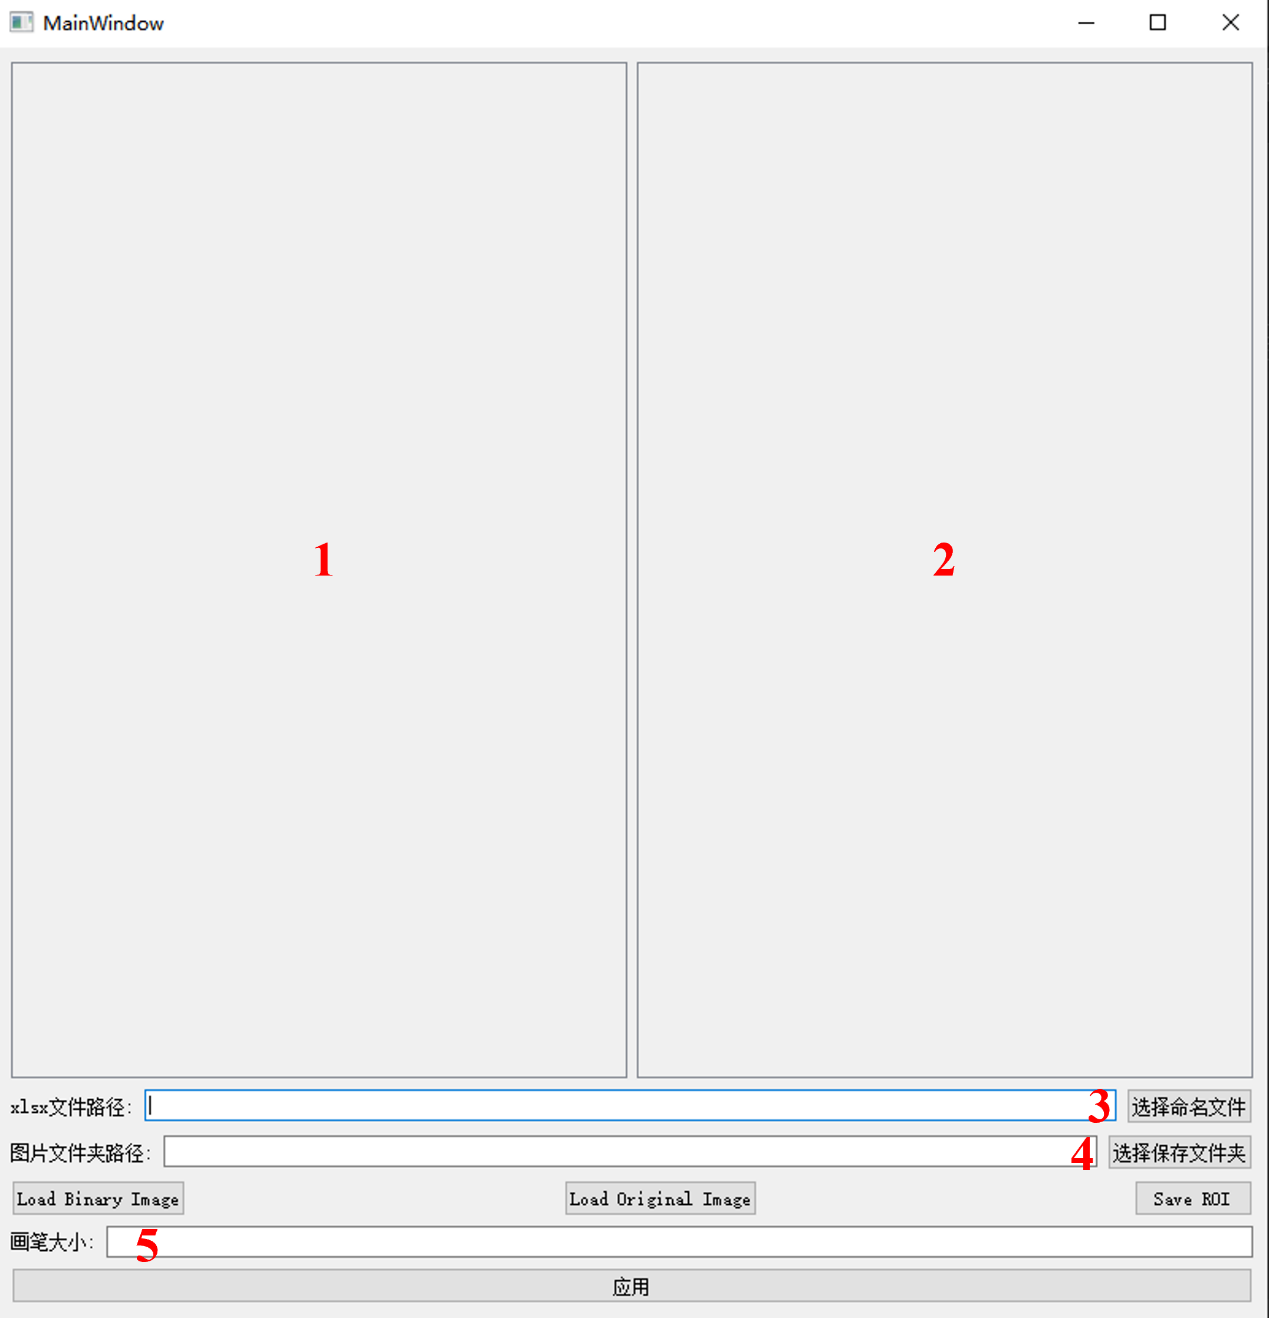 MainWindow
1
2
xlsx文件路径: 3 选择命名文件
图片文件夹路径: 4 选择保存文件夹
Load Binary Image Load Original Image Save ROI
画笔大小: 5
应用